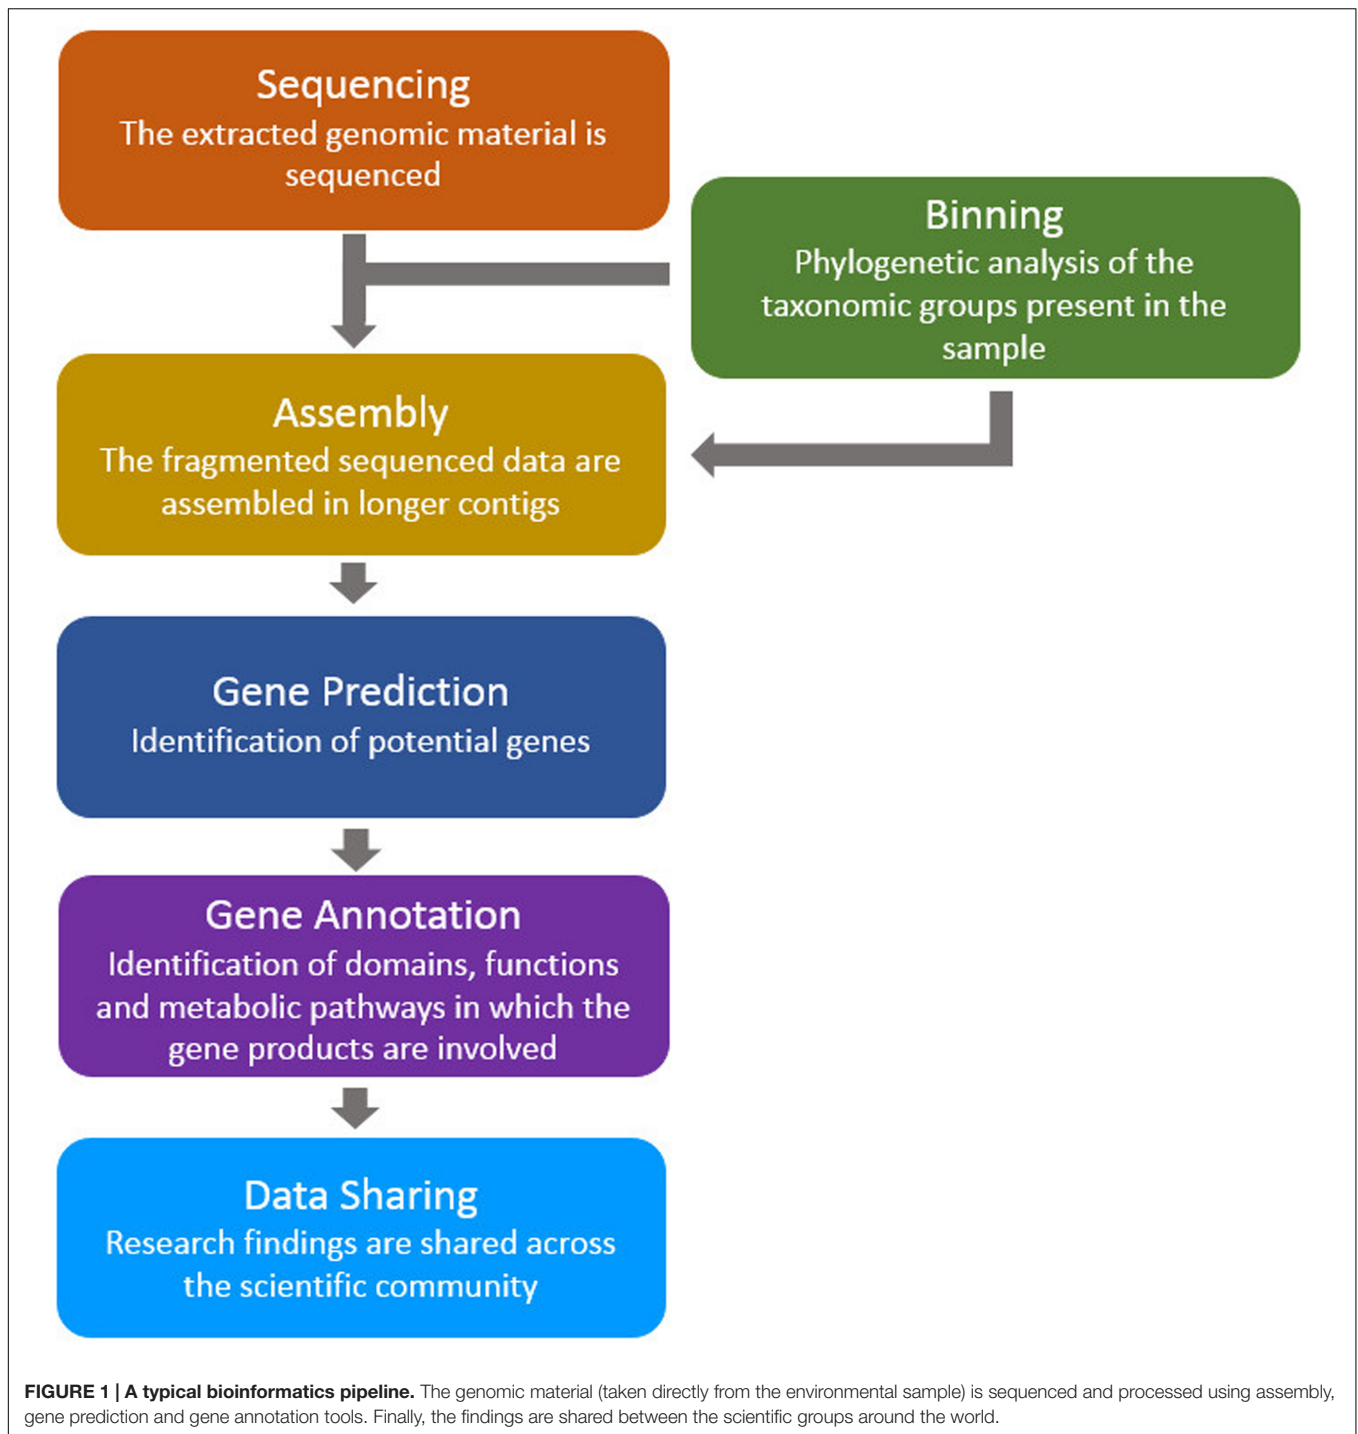 Sequencing
The extracted genomic material is
sequenced
Binning
Phylogenetic analysis of the
taxonomic groups present in the
sample
Assembly
The fragmented sequenced data are
assembled in longer contigs
Gene Prediction
Identification of potential genes
Gene Annotation
Identification of domains, functions
and metabolic pathways in which the
gene products are involved
Data Sharing
Research findings are shared across
the scientific community
FIGURE 1 | A typical bioinformatics pipeline. The genomic material (taken directly from the environmental sample) is sequenced and processed using assembly,
gene prediction and gene annotation tools. Finally, the findings are shared between the scientific groups around the world.